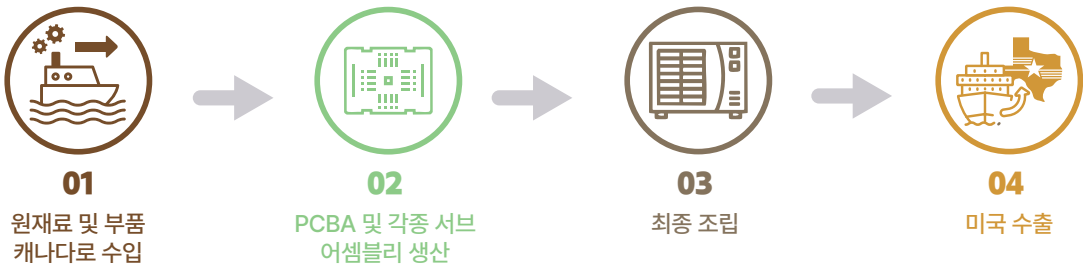 01
원재료 및 부품
캐나다로 수입
02
PCBA 및 각종 서브
어셈블리 생산
03
최종 조립
04
미국 수출